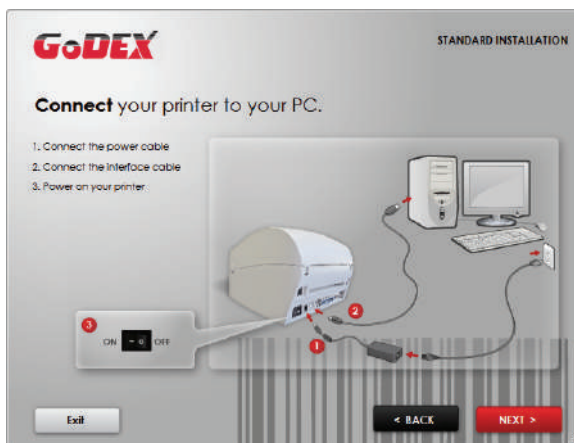 GODEX
STANDARD INSTALLATION
Connect your printer to your PC.
1. Connect the power cable
2. Connect the interface cable
3. Power on your printer
2
3
ON - o OFF
1
Exit
< BACK
NEXT >